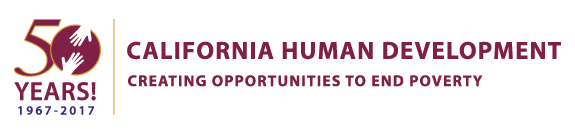 50
YEARS!
1967-2017
CALIFORNIA HUMAN DEVELOPMENT
CREATING OPPORTUNITIES TO END POVERTY